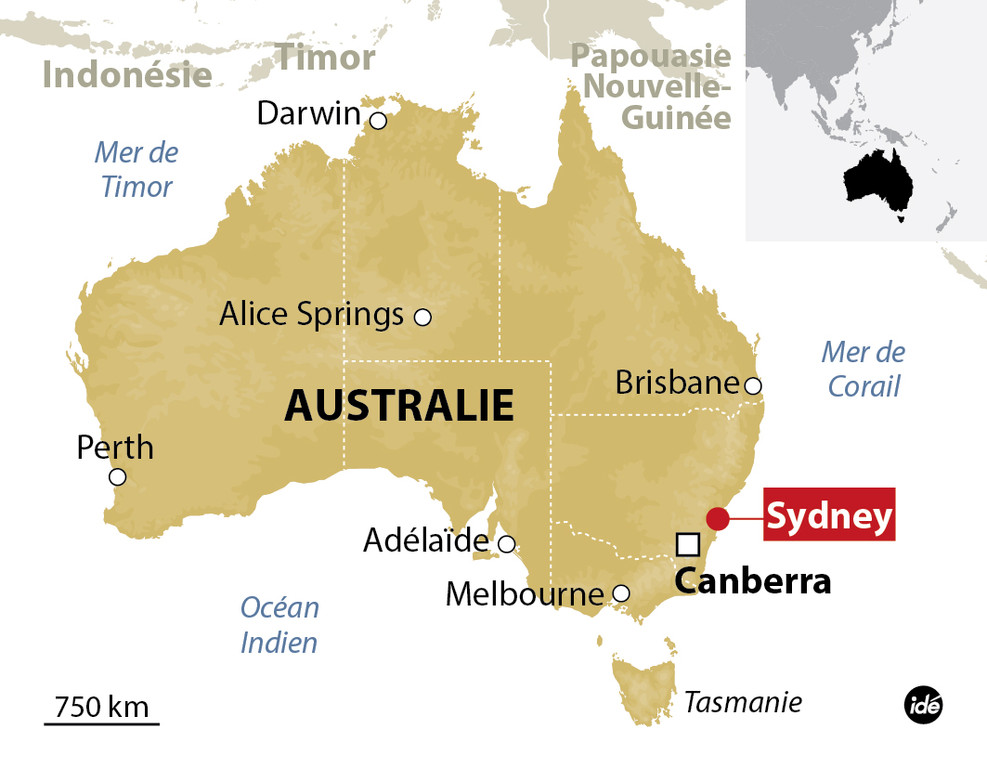 Indonésie
Timor
Papouasie
Nouvelle-
Guinée
Darwin
Mer de
Timor
Alice Springs
Mer de
Corail
Brisbane
AUSTRALIE
Perth
Sydney
Adélaïde
Canberra
Melbourne
Océan
Indien
Tasmanie
750 km
idé